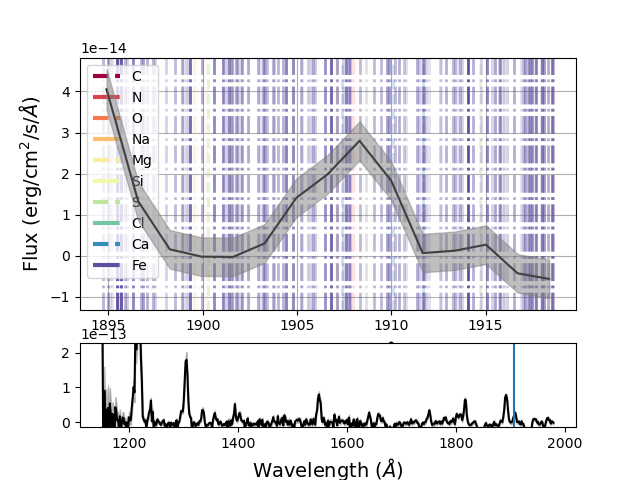 1e−14
Flux (erg/cm²/s/Å)
4
3
2
1
0
−1
C
N
O
Na
Mg
Si
S
Cl
Ca
Fe
1895 1900 1905 1910 1915
1e−13
2
1
0
1200 1400 1600 1800 2000
Wavelength (Å)